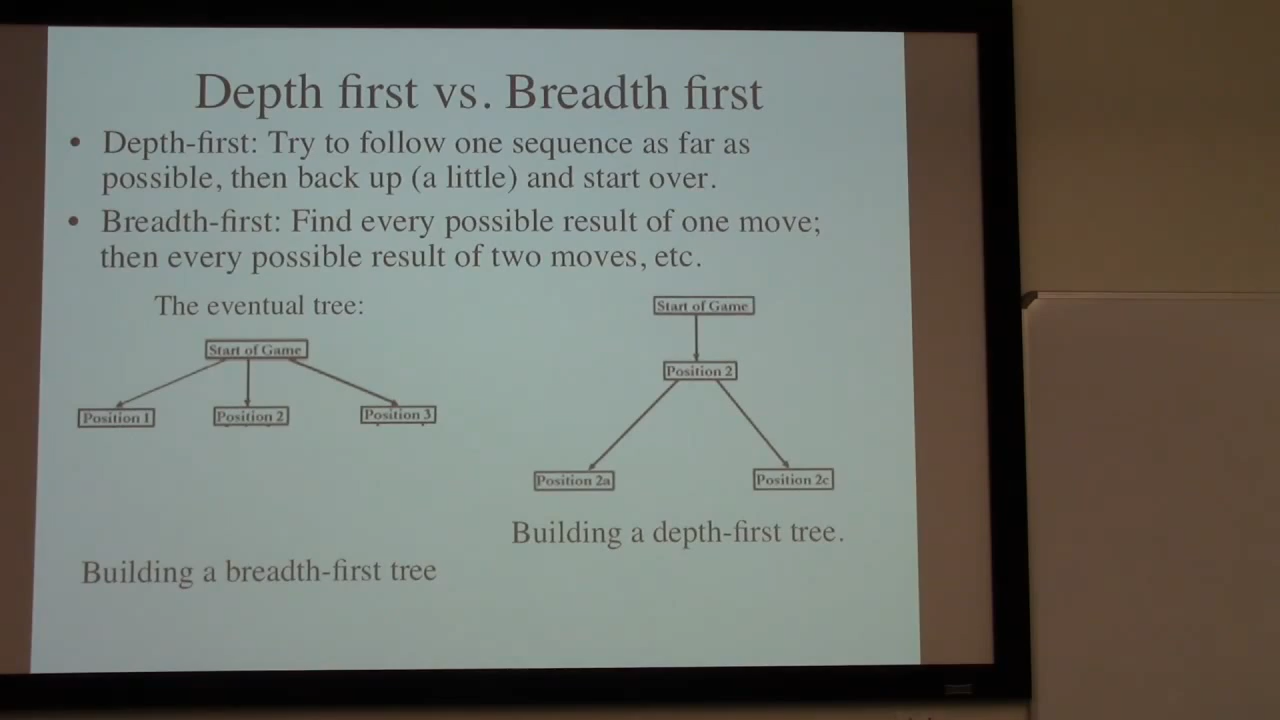 Depth first vs. Breadth first
• Depth-first: Try to follow one sequence as far as
possible, then back up (a little) and start over.
• Breadth-first: Find every possible result of one move;
then every possible result of two moves, etc.
The eventual tree:
Start of Game
Position 1
Position 2
Position 3
Building a breadth-first tree
Start of Game
Position 2
Position 2a
Position 2c
Building a depth-first tree.